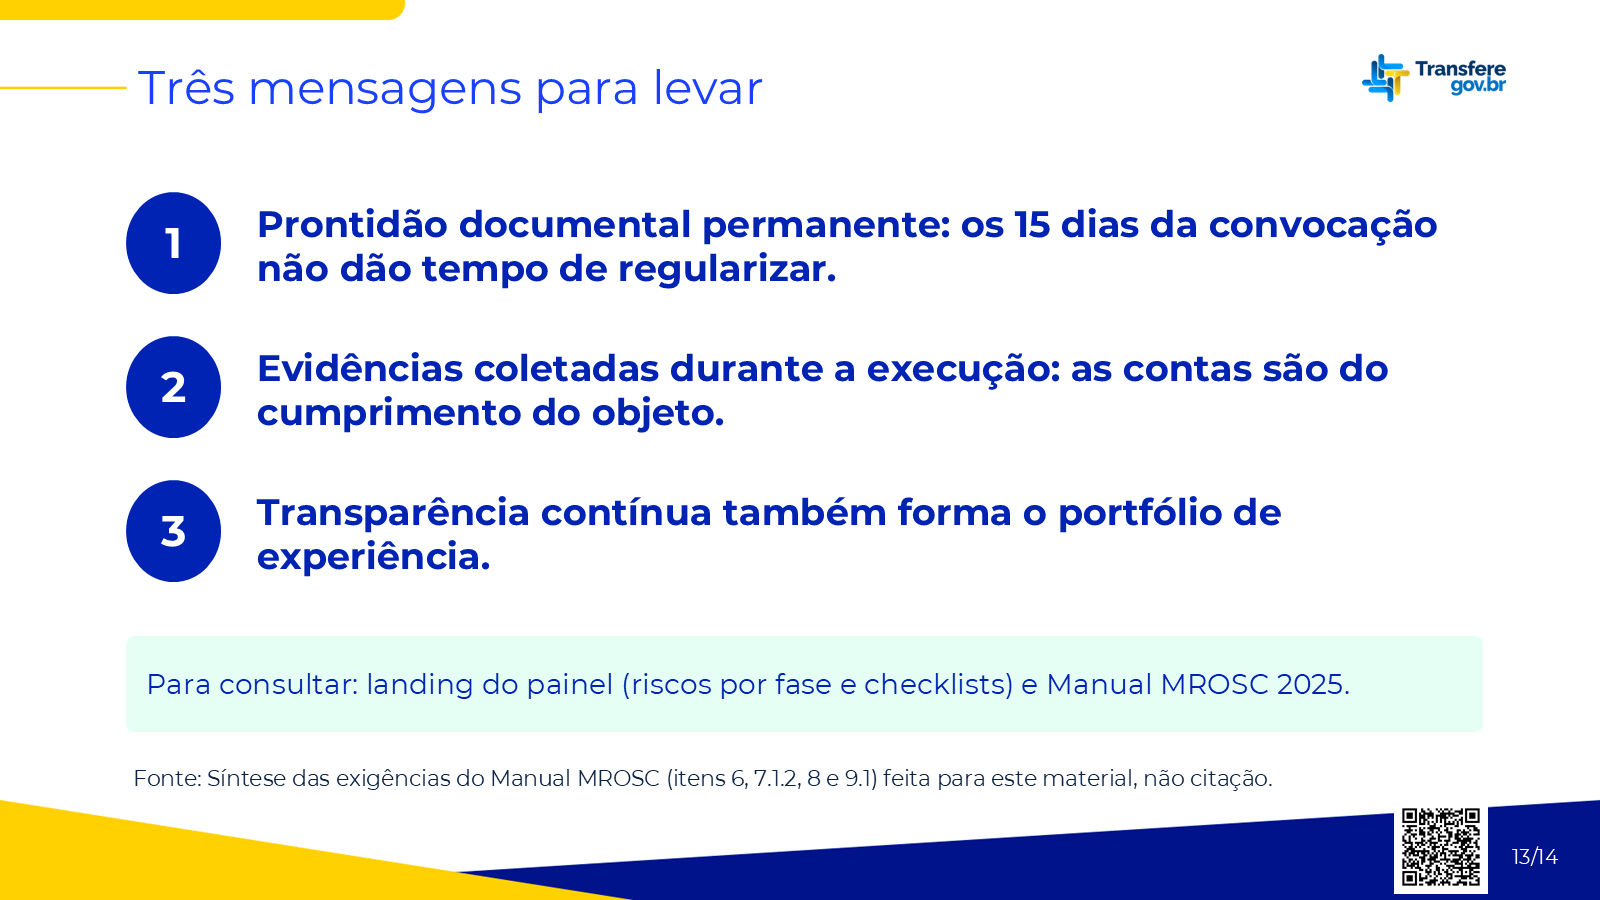 Três mensagens para levar
Transfere
gov.br
1
Prontidão documental permanente: os 15 dias da convocação
não dão tempo de regularizar.
2
Evidências coletadas durante a execução: as contas são do
cumprimento do objeto.
3
Transparência contínua também forma o portfólio de
experiência.
Para consultar: landing do painel (riscos por fase e checklists) e Manual MROSC 2025.
Fonte: Síntese das exigências do Manual MROSC (itens 6, 7.1.2, 8 e 9.1) feita para este material, não citação.
13/14